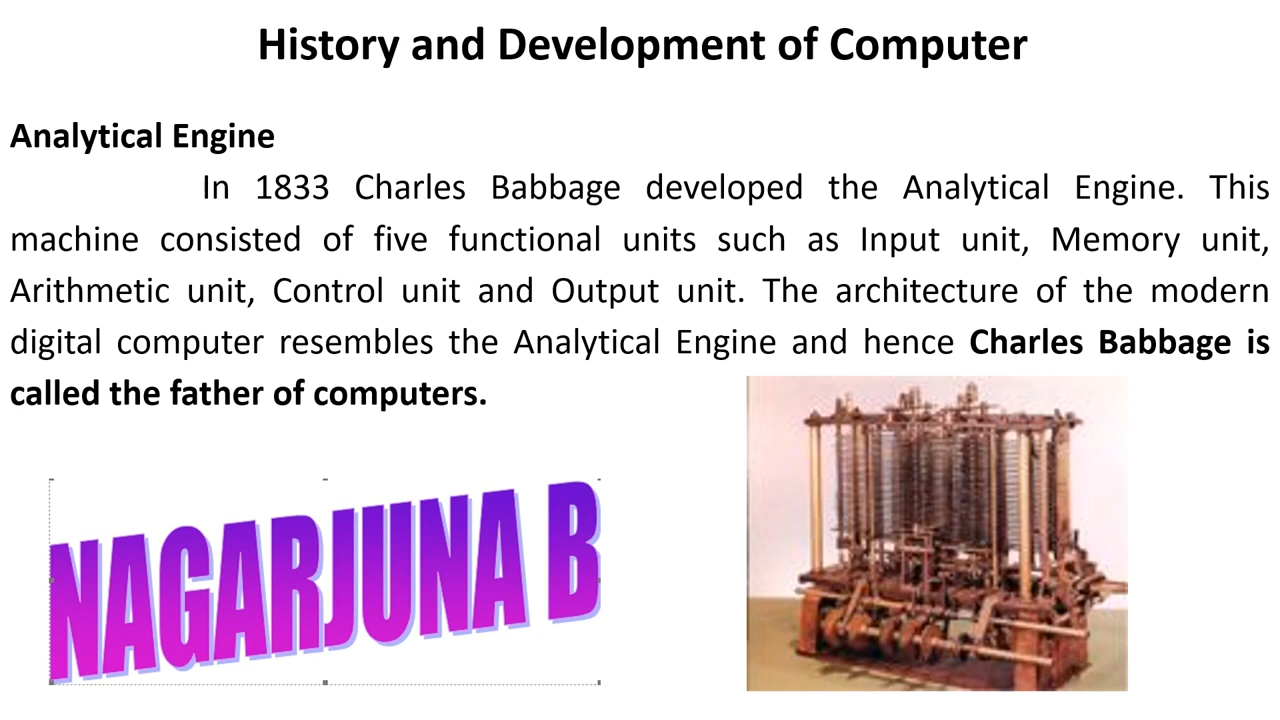 History and Development of Computer
Analytical Engine
In 1833 Charles Babbage developed the Analytical Engine. This
machine consisted of five functional units such as Input unit, Memory unit,
Arithmetic unit, Control unit and Output unit. The architecture of the modern
digital computer resembles the Analytical Engine and hence Charles Babbage is
called the father of computers.
NAGARJUNA B